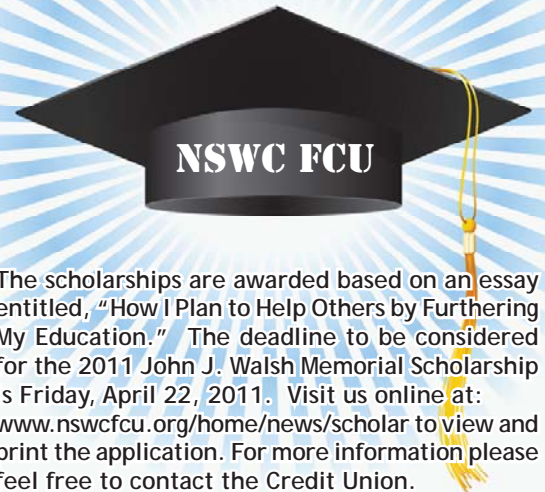 NSWC FCU
The scholarships are awarded based on an essay
entitled, “How I Plan to Help Others by Furthering
My Education.” The deadline to be considered
for the 2011 John J. Walsh Memorial Scholarship
is Friday, April 22, 2011. Visit us online at:
www.nswcfcu.org/home/news/scholar to view and
print the application. For more information please
feel free to contact the Credit Union.